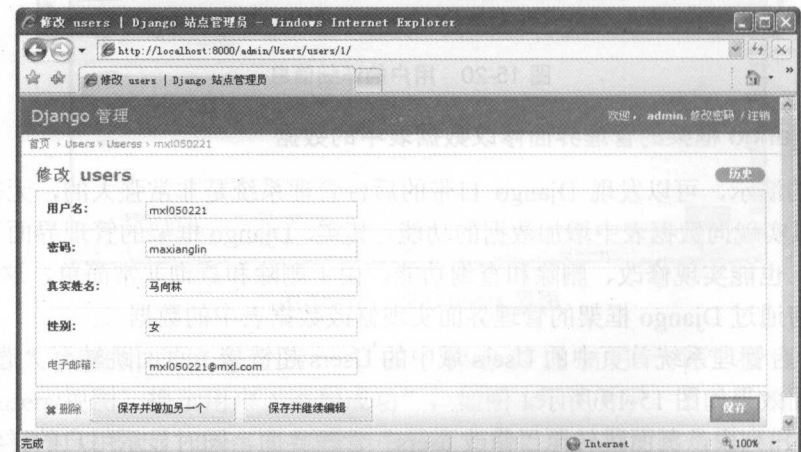 修改 users | Django 站点管理员 - Windows Internet Explorer
http://localhost:8000/admin/Users/users/1/
修改 users | Django 站点管理员
Django 管理
欢迎， admin. 修改密码 / 注销
首页 › Users › Userss › mxl050221
修改 users
历史
用户名: mxl050221
密码: maxianglin
真实姓名: 马向林
性别: 女
电子邮箱: mxl050221@mxl.com
删除 保存并增加另一个 保存并继续编辑 保存
完成 Internet 100%